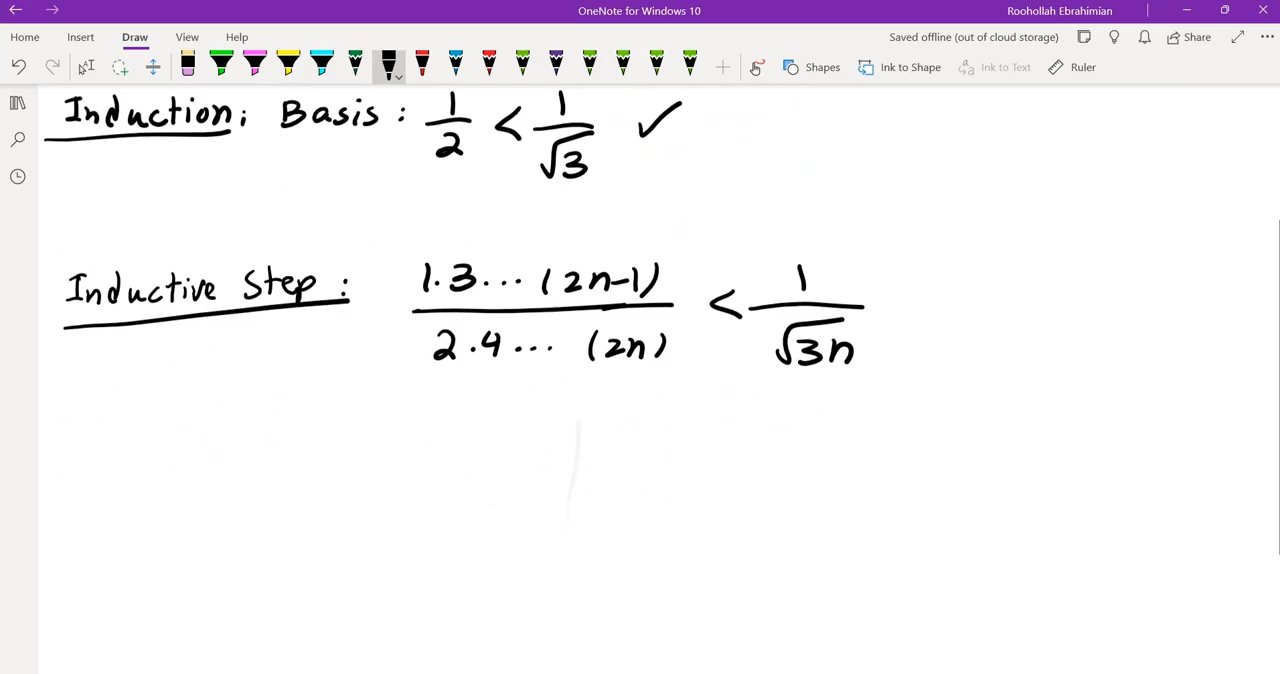 OneNote for Windows 10
Roohollah Ebrahimian
Home Insert Draw View Help
Saved offline (out of cloud storage) Share
Shapes Ink to Shape Ink to Text Ruler
Induction: Basis: 1/2 < 1/√3 ✓
Inductive Step: 1·3···(2n-1) / 2·4··· (2n) < 1/√3n